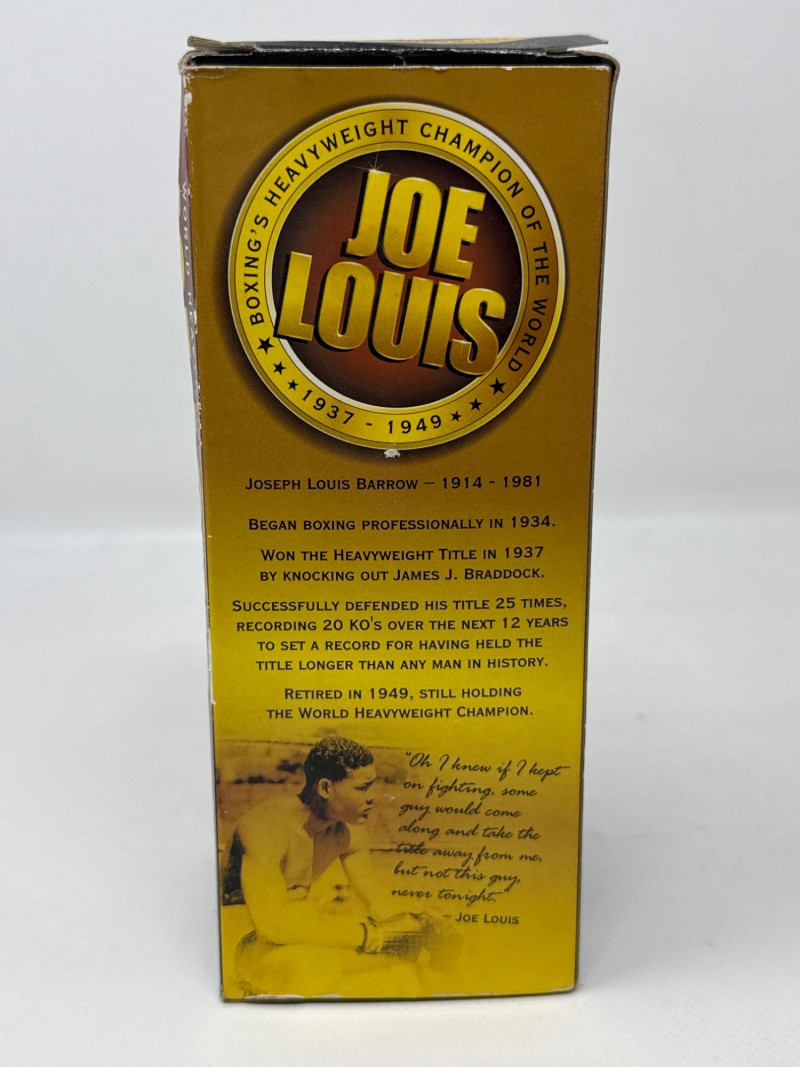 BOXING'S HEAVYWEIGHT CHAMPION OF THE WORLD
JOE
LOUIS
1937 - 1949
JOSEPH LOUIS BARROW – 1914 - 1981
BEGAN BOXING PROFESSIONALLY IN 1934.
WON THE HEAVYWEIGHT TITLE IN 1937
BY KNOCKING OUT JAMES J. BRADDOCK.
SUCCESSFULLY DEFENDED HIS TITLE 25 TIMES,
RECORDING 20 KO'S OVER THE NEXT 12 YEARS
TO SET A RECORD FOR HAVING HELD THE
TITLE LONGER THAN ANY MAN IN HISTORY.
RETIRED IN 1949, STILL HOLDING
THE WORLD HEAVYWEIGHT CHAMPION.
"Oh I knew if I kept
on fighting, some
guy would come
along and take the
title away from me,
but not this guy,
never tonight."
– JOE LOUIS
WORLD